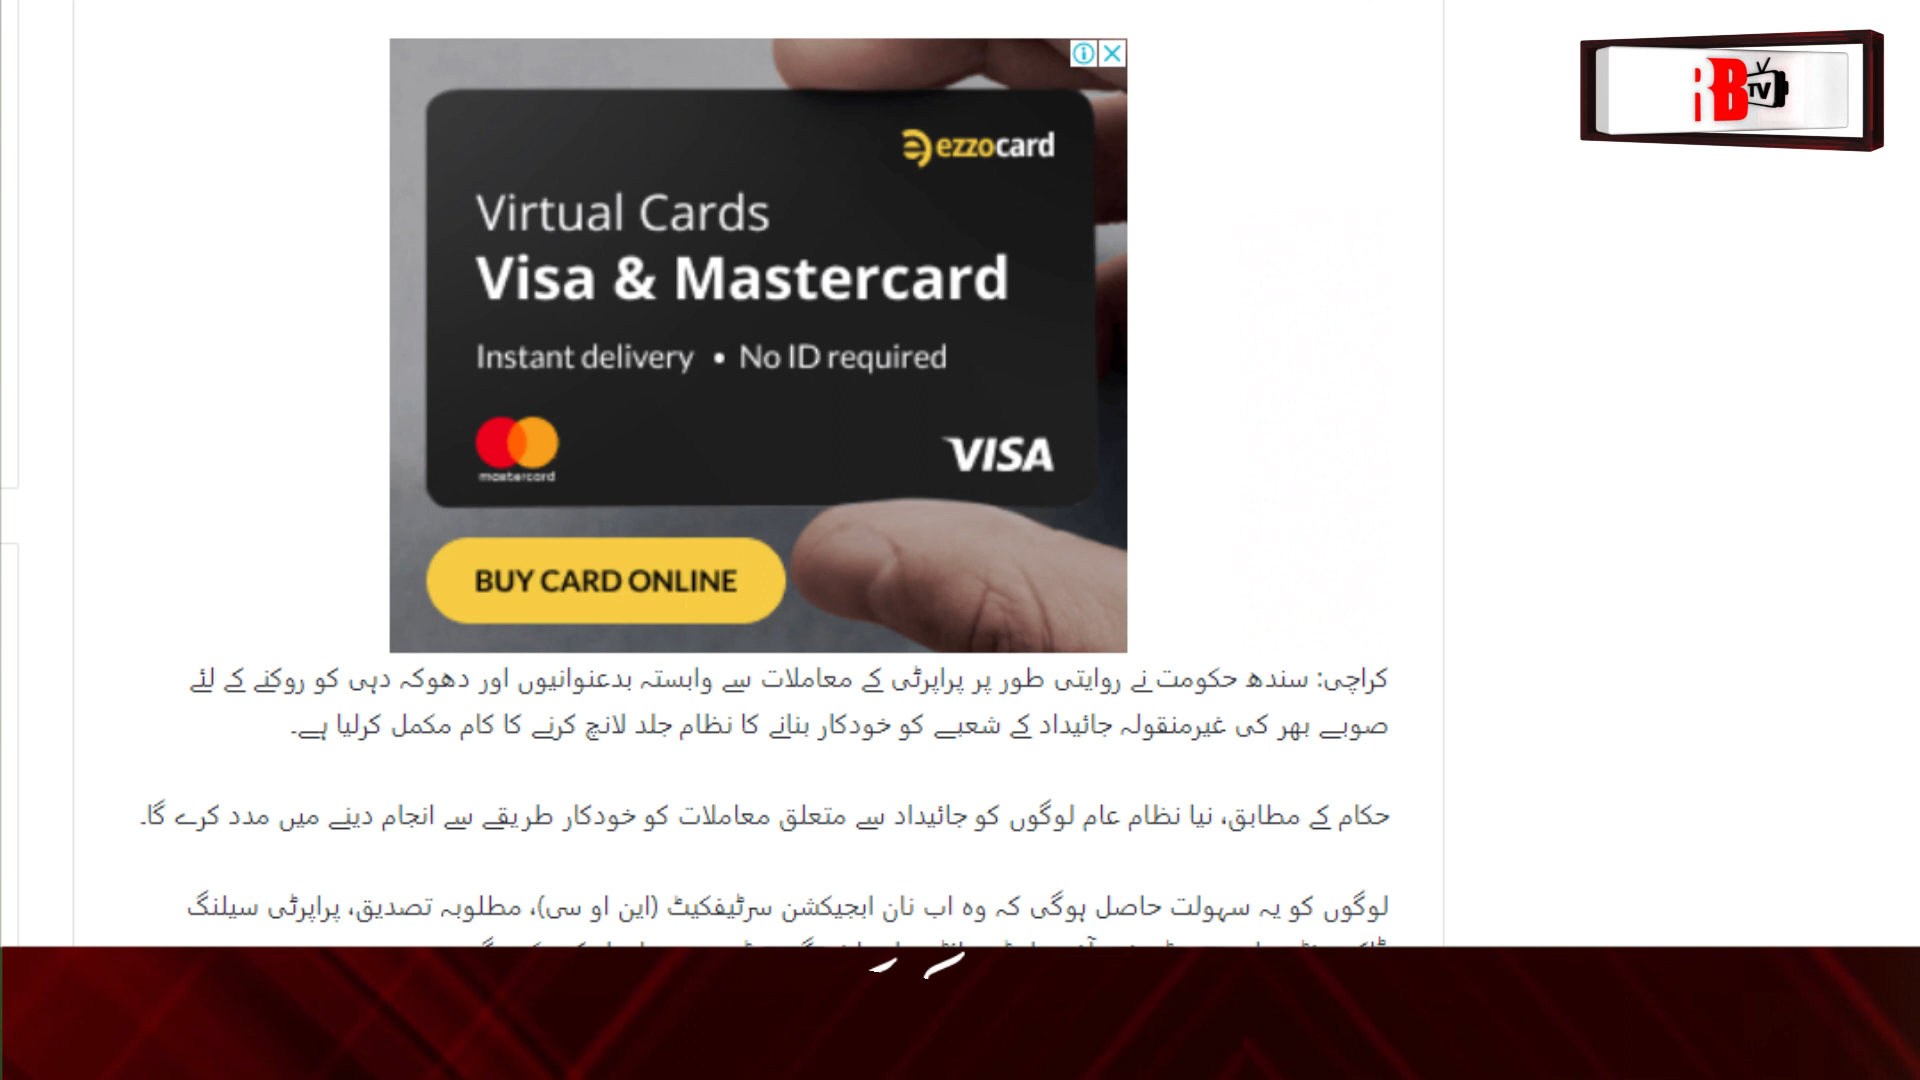 ezzocard
Virtual Cards
Visa & Mastercard
Instant delivery • No ID required
mastercard
VISA
BUY CARD ONLINE
RB TV
کراچی: سندھ حکومت نے روایتی طور پر پراپرٹی کے معاملات سے وابستہ بدعنوانیوں اور دھوکہ دہی کو روکنے کے لئے
صوبے بھر کی غیرمنقولہ جائیداد کے شعبے کو خودکار بنانے کا نظام جلد لانچ کرنے کا کام مکمل کرلیا ہے۔
حکام کے مطابق، نیا نظام عام لوگوں کو جائیداد سے متعلق معاملات کو خودکار طریقے سے انجام دینے میں مدد کرے گا۔
لوگوں کو یہ سہولت حاصل ہوگی کہ وہ اب نان ابجیکشن سرٹیفکیٹ (این او سی)، مطلوبہ تصدیق، پراپرٹی سیلنگ